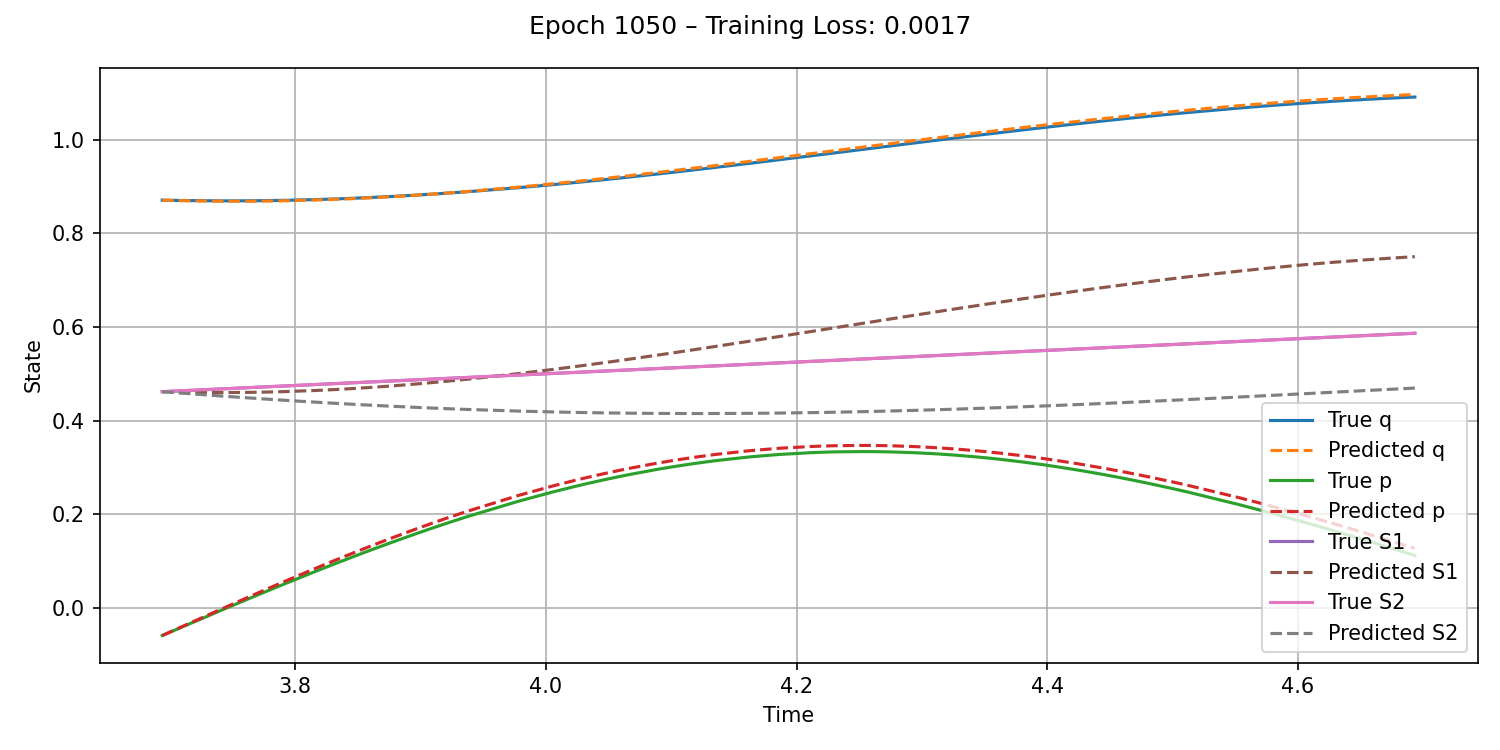 Epoch 1050 – Training Loss: 0.0017
1.0
0.8
0.6
0.4
0.2
0.0
State
3.8
4.0
4.2
4.4
4.6
Time
True q
Predicted q
True p
Predicted p
True S1
Predicted S1
True S2
Predicted S2